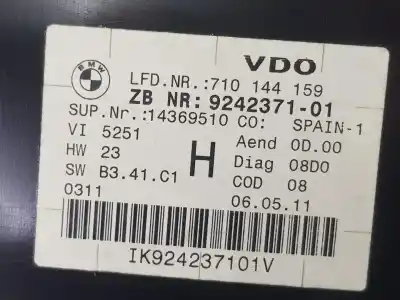 BMW
VDO
LFD.NR.:710 144 159
ZB NR: 9242371-01
SUP.Nr.:14369510 CO: SPAIN-1
VI 5251 Aend 0D.00
HW 23 H Diag 08D0
SW B3.41.C1 COD 08
0311 06.05.11
IK924237101V